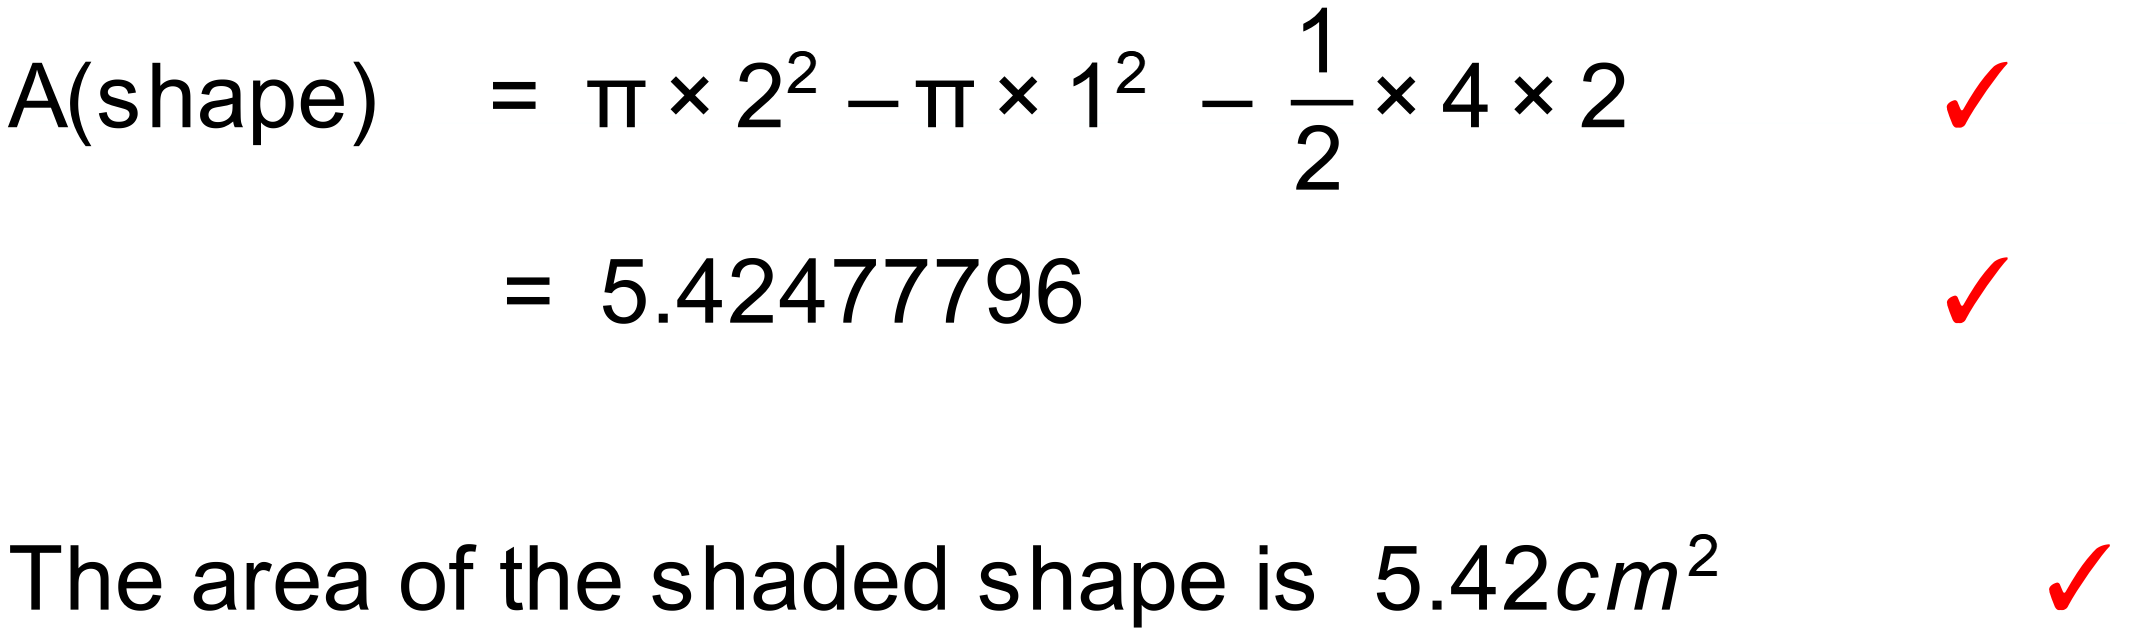 A(shape) = π × 2² – π × 1² – 1/2 × 4 × 2 ✓
= 5.42477796 ✓
The area of the shaded shape is 5.42cm² ✓